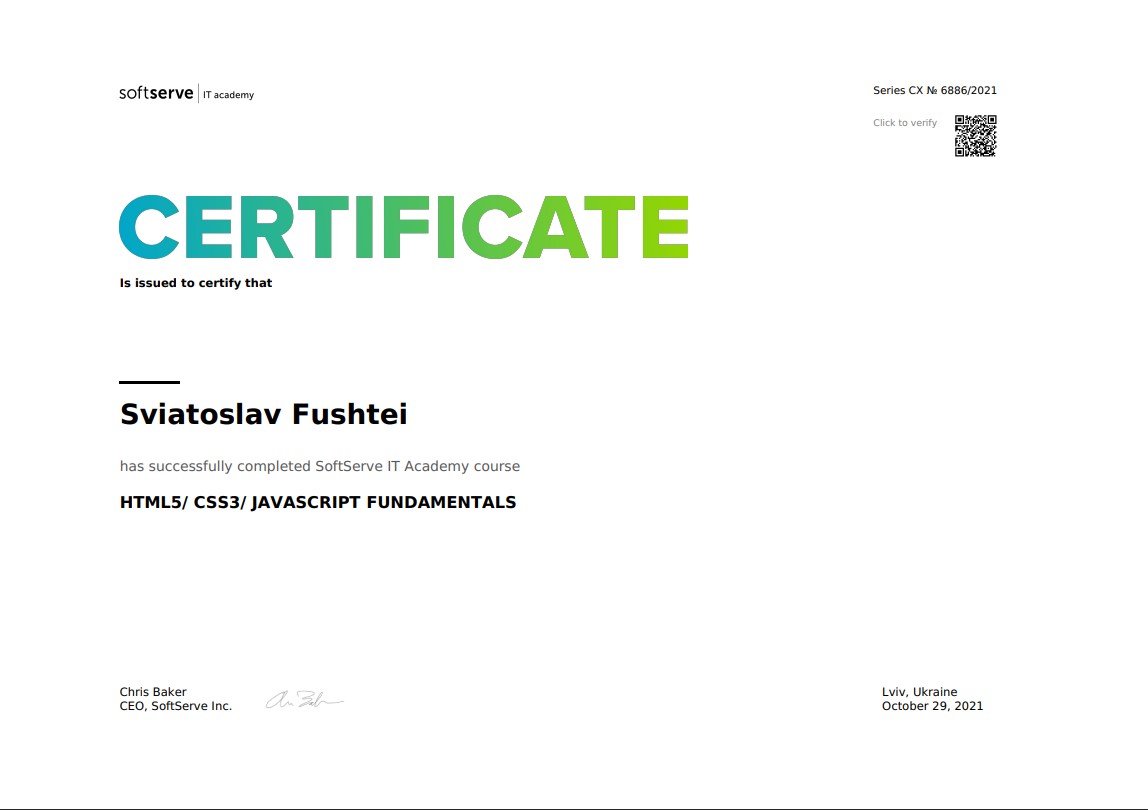 softserve IT academy
Series CX № 6886/2021
Click to verify
CERTIFICATE
Is issued to certify that
Sviatoslav Fushtei
has successfully completed SoftServe IT Academy course
HTML5/ CSS3/ JAVASCRIPT FUNDAMENTALS
Chris Baker
CEO, SoftServe Inc.
Lviv, Ukraine
October 29, 2021